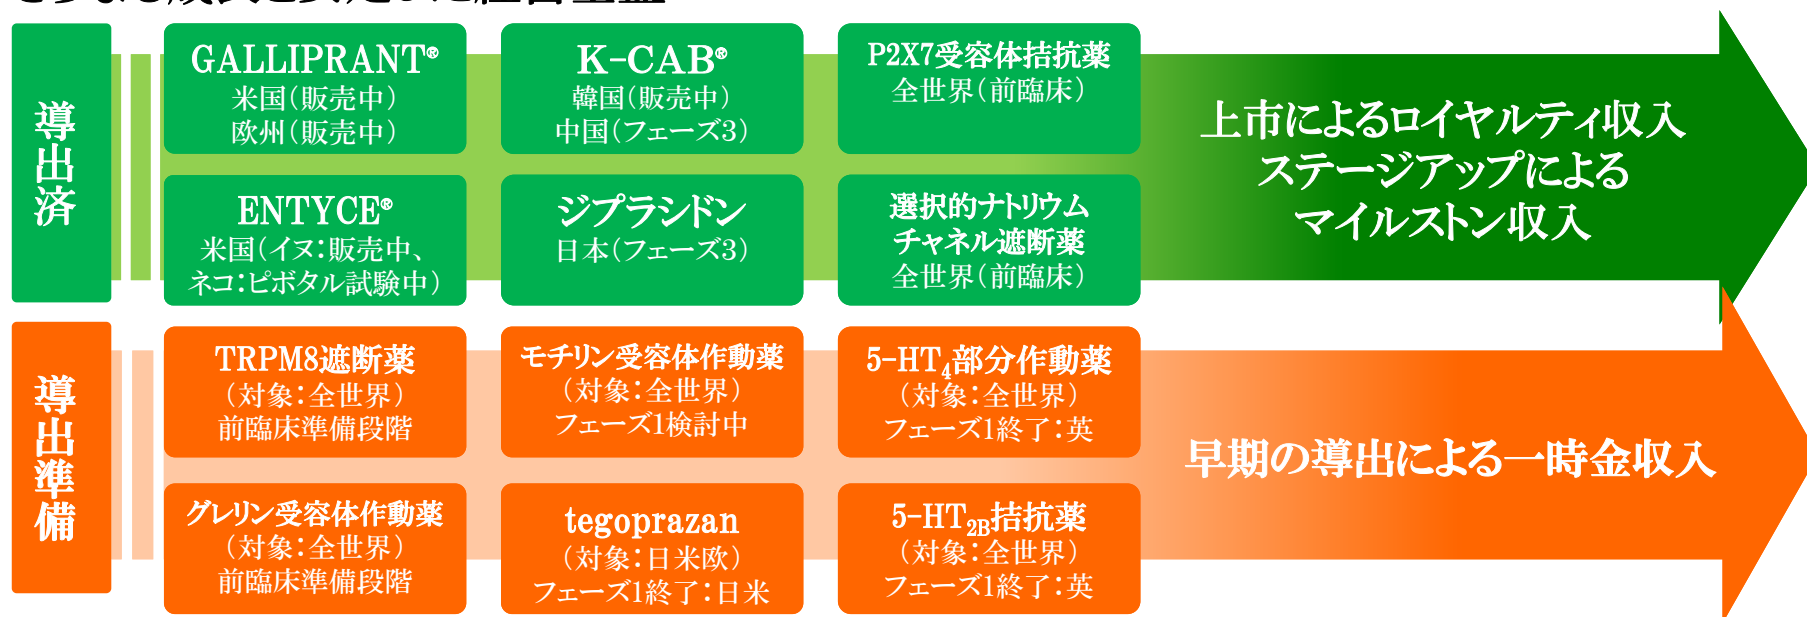 導出済
GALLIPRANT®
米国（販売中）
欧州（販売中）
K-CAB®
韓国（販売中）
中国（フェーズ3）
P2X7受容体拮抗薬
全世界（前臨床）
ENTYCE®
米国（イヌ：販売中、
ネコ：ピボタル試験中）
ジプラシドン
日本（フェーズ3）
選択的ナトリウム
チャネル遮断薬
全世界（前臨床）
上市によるロイヤルティ収入
ステージアップによる
マイルストン収入
導出準備
TRPM8遮断薬
（対象：全世界）
前臨床準備段階
モチリン受容体作動薬
（対象：全世界）
フェーズ1検討中
5-HT₄部分作動薬
（対象：全世界）
フェーズ1終了：英
グレリン受容体作動薬
（対象：全世界）
前臨床準備段階
tegoprazan
（対象：日米欧）
フェーズ1終了：日米
5-HT2B拮抗薬
（対象：全世界）
フェーズ1終了：英
早期の導出による一時金収入